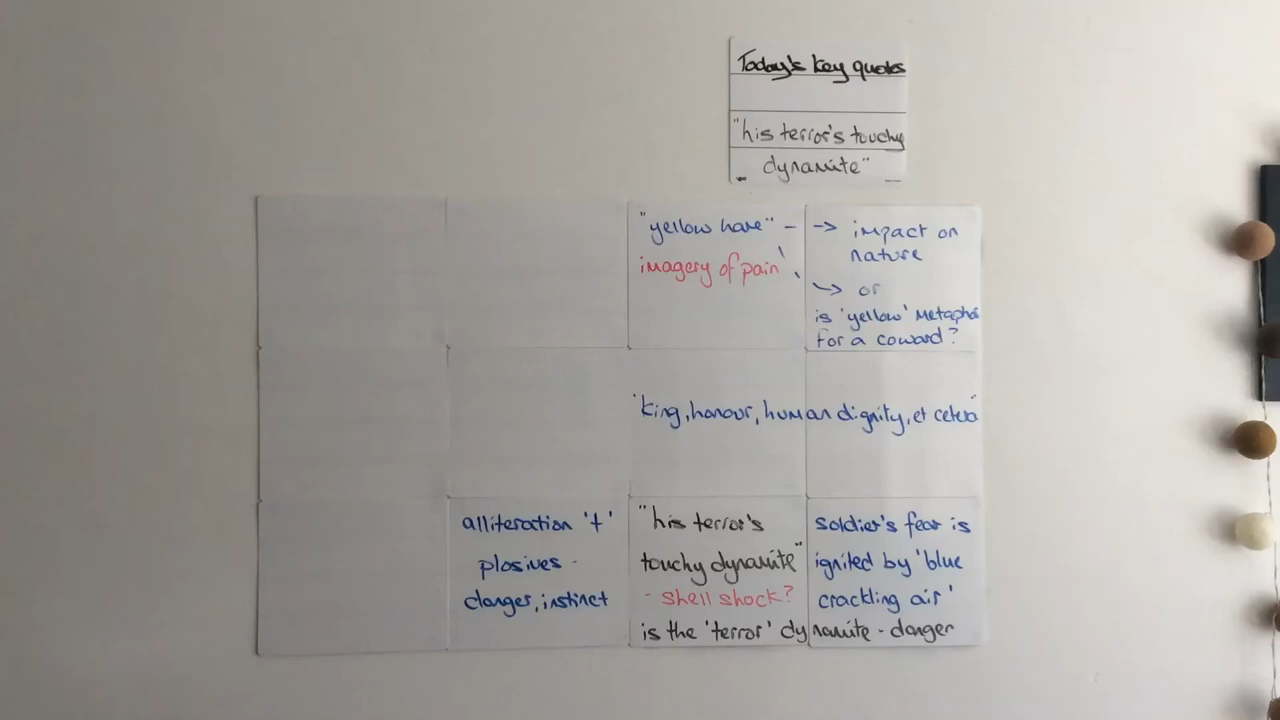 Today's key quotes
"his terror's touchy
dynamite"
"yellow hare" -
imagery of pain
-> impact on
nature
-> or
is 'yellow' metaphor
for a coward?
"king, honour, human dignity, et cetera"
alliteration 't'
plosives -
danger, instinct
"his terror's
touchy dynamite"
- shell shock?
is the 'terror' dynamite - danger
soldier's fear is
ignited by 'blue
crackling air'